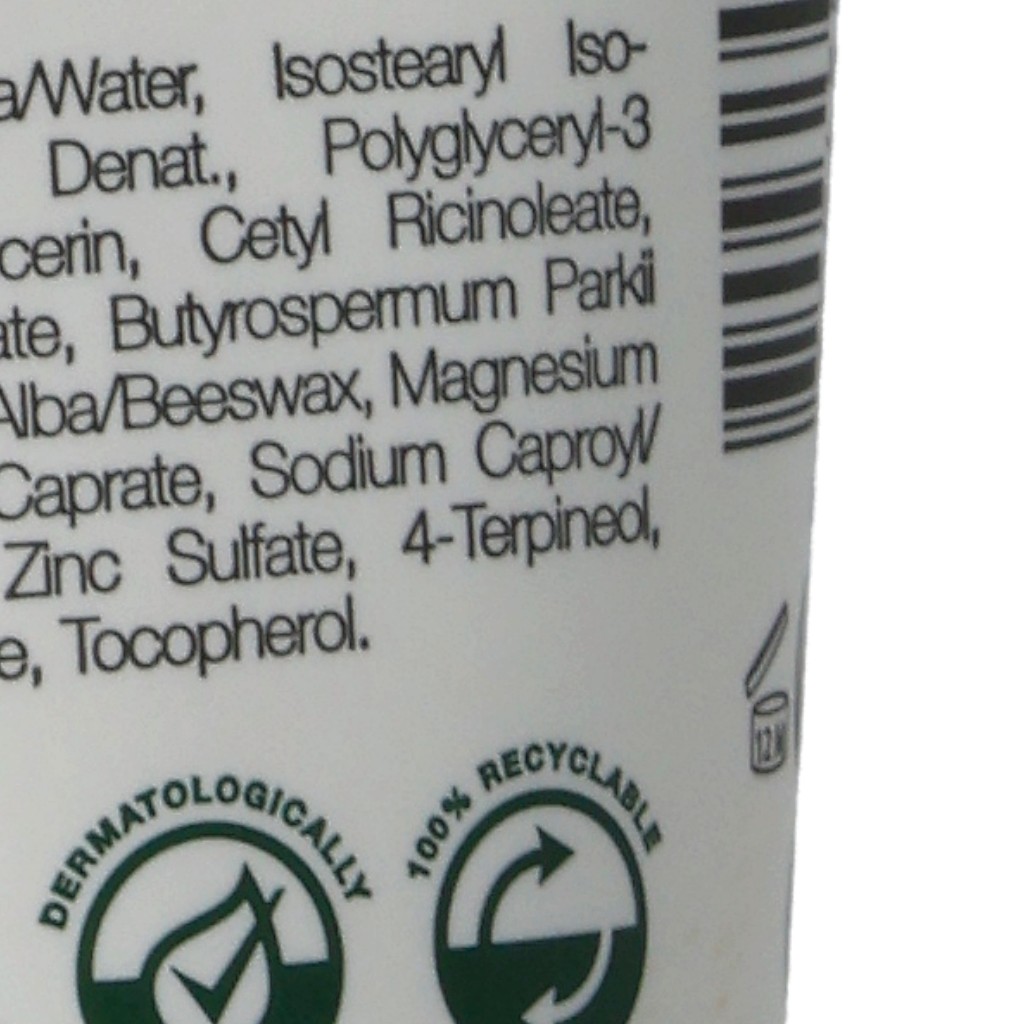 a/Water, Isostearyl Iso-
Denat., Polyglyceryl-3
cerin, Cetyl Ricinoleate,
ate, Butyrospermum Parkii
Alba/Beeswax, Magnesium
Caprate, Sodium Caproyl/
Zinc Sulfate, 4-Terpineol,
e, Tocopherol.
12 M
DERMATOLOGICALLY
100% RECYCLABLE